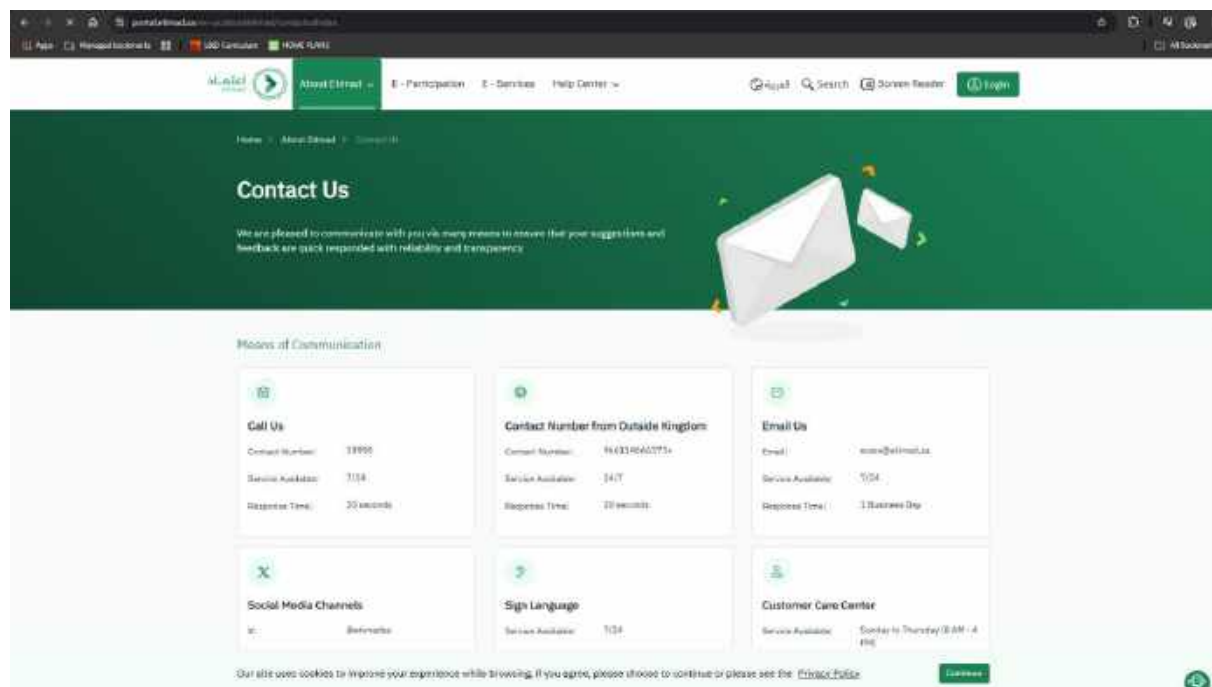 Apps Managed bookmarks L&D Curriculum HOME PLANS
About Etimad E - Participation E - Services Help Center العربية Search Screen Reader Login
Home About Etimad Contact Us
Contact Us
We are pleased to communicate with you via many means to ensure that your suggestions and
feedback are quick responded with reliability and transparency
Means of Communication
Call Us
Contact Number:
Service Available: 7/24
Response Time: 20 seconds
Contact Number from Outside Kingdom
Contact Number:
Service Available: 24/7
Response Time: 20 seconds
Email Us
Email:
Service Available: 7/24
Response Time: 1 Business Day
Social Media Channels
Sign Language
Service Available: 7/24
Customer Care Center
Service Available: Sunday to Thursday (8 AM - 4
PM)
Our site uses cookies to improve your experience while browsing, if you agree, please choose to continue or please see the Privacy Policy Continue